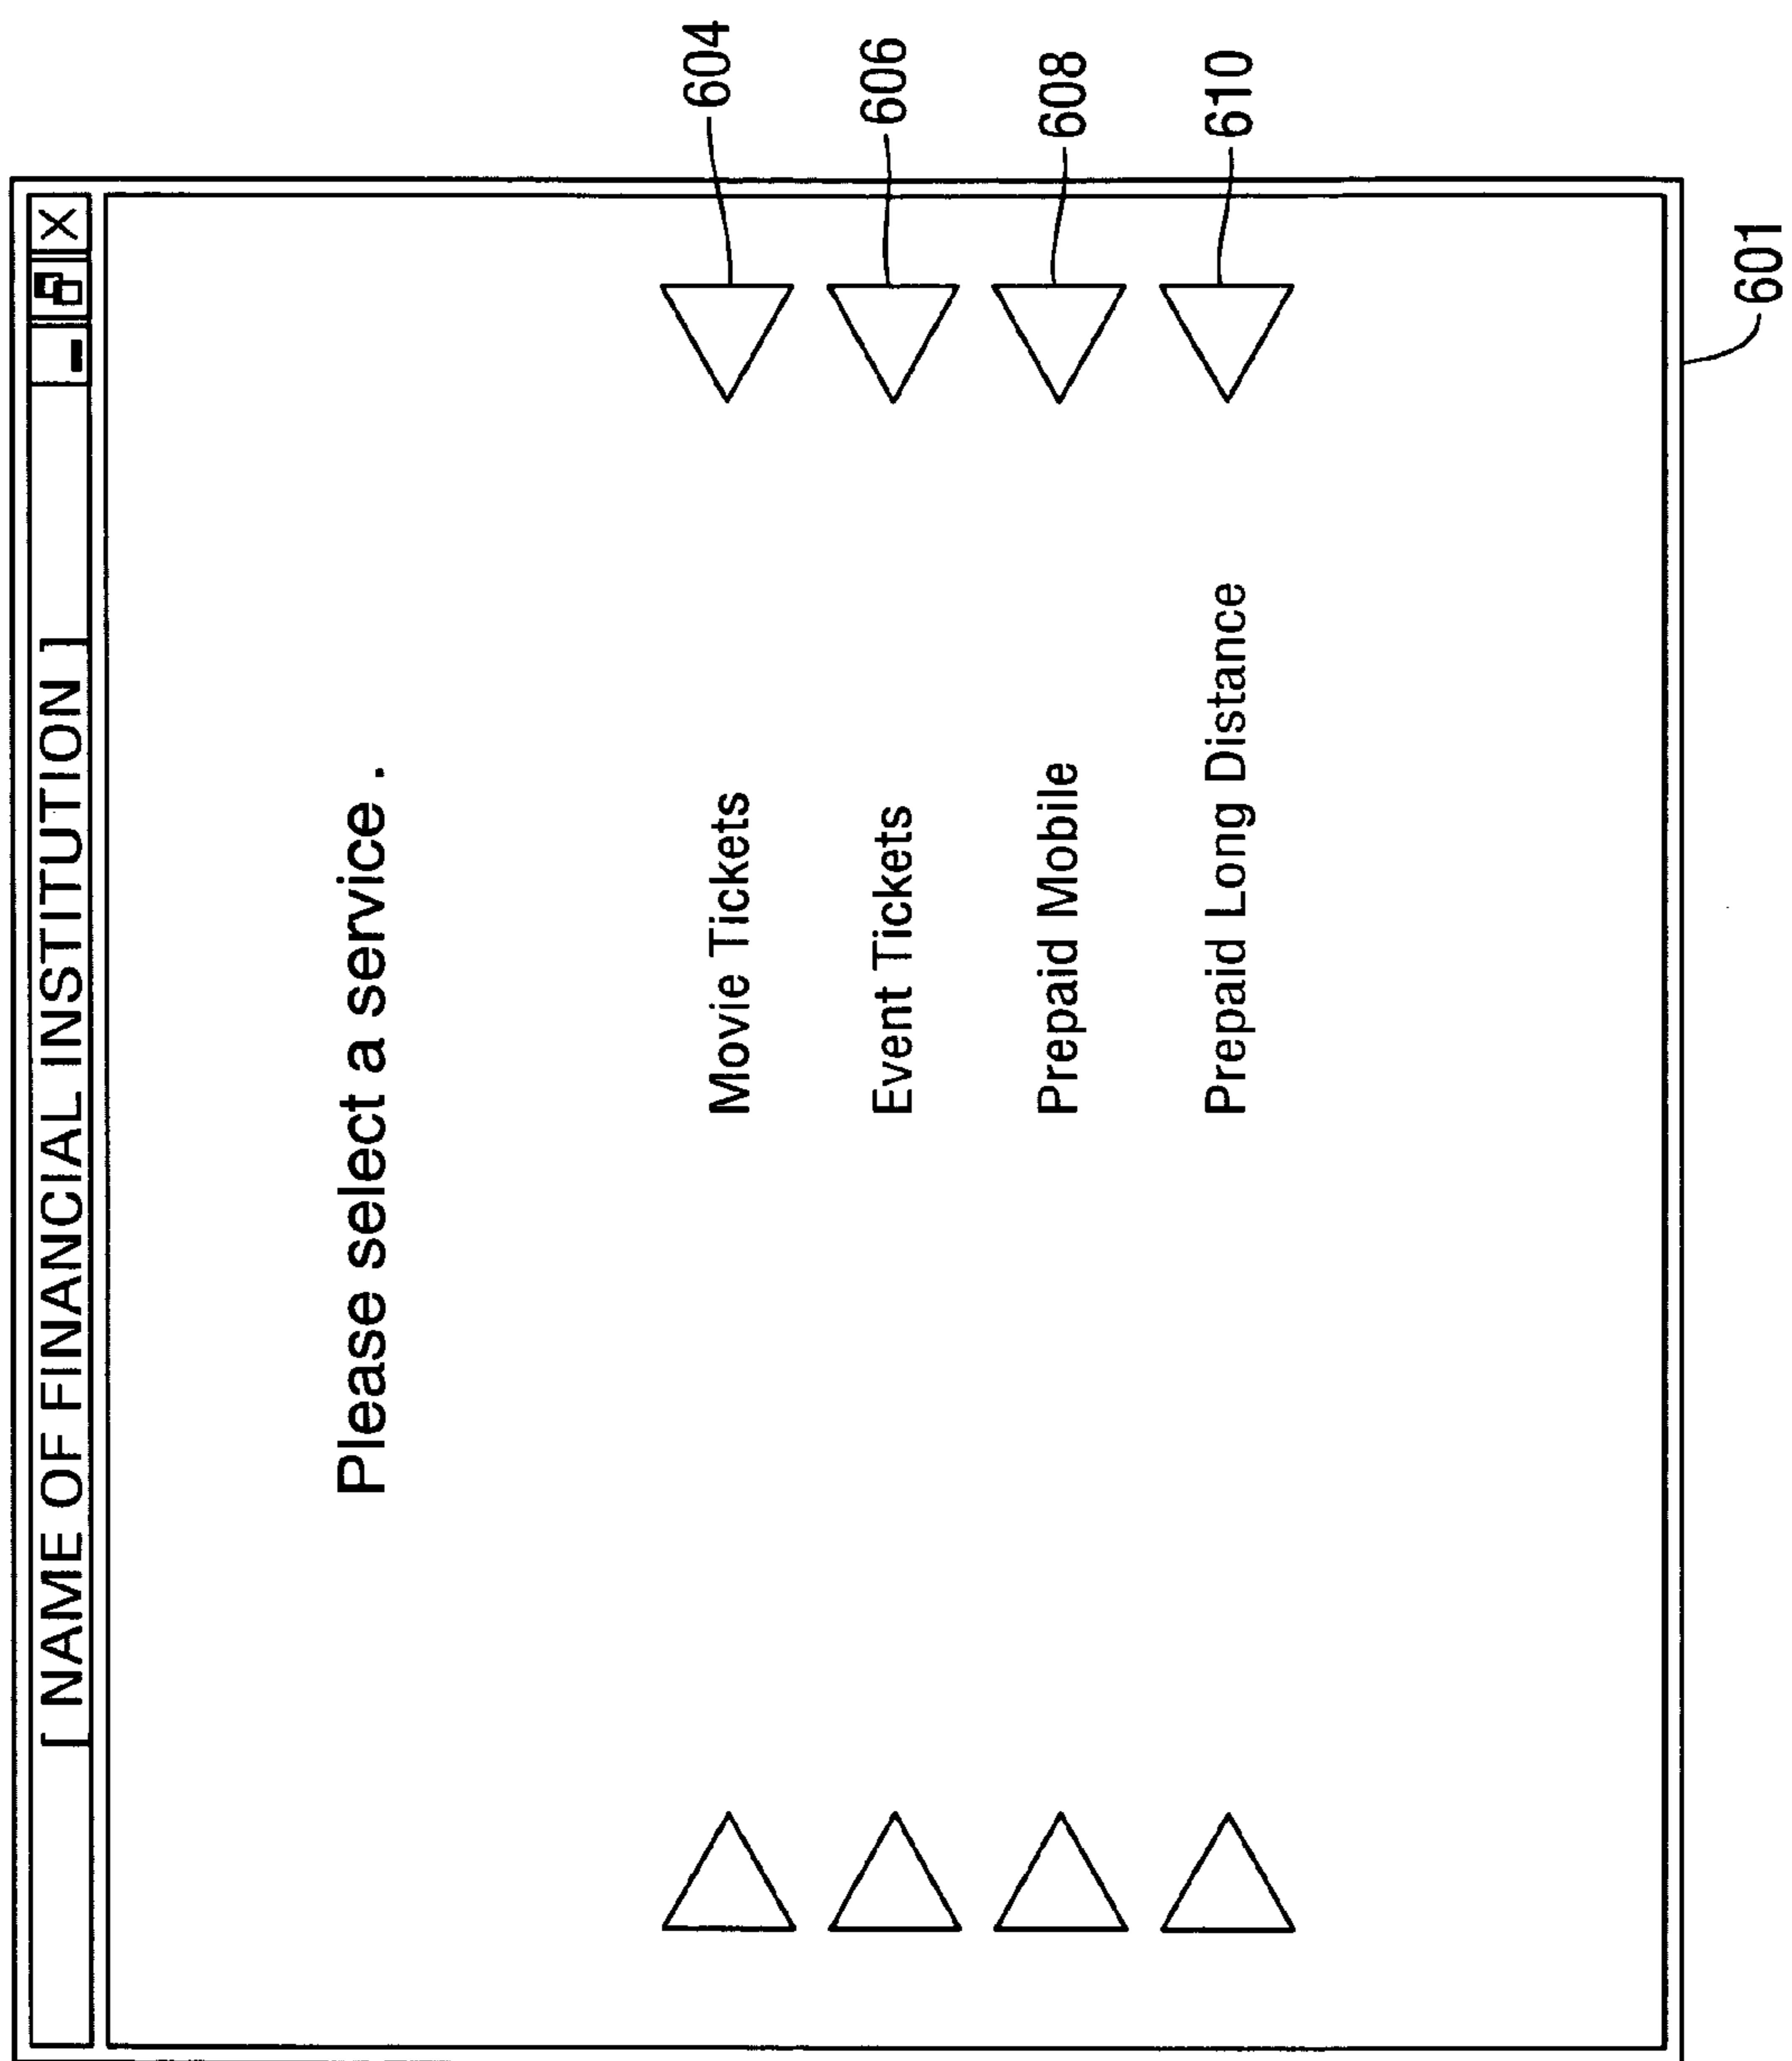 [ NAME OF FINANCIAL INSTITUTION ]
Please select a service .
Movie Tickets
604
Event Tickets
606
Prepaid Mobile
608
Prepaid Long Distance
610
601